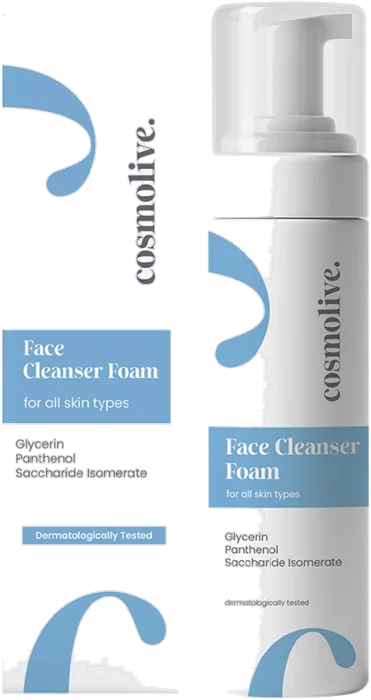 cosmolive.
Face
Cleanser Foam
for all skin types
Glycerin
Panthenol
Saccharide Isomerate
Dermatologically Tested
cosmolive.
Face Cleanser
Foam
for all skin types
Glycerin
Panthenol
Saccharide Isomerate
dermatologically tested